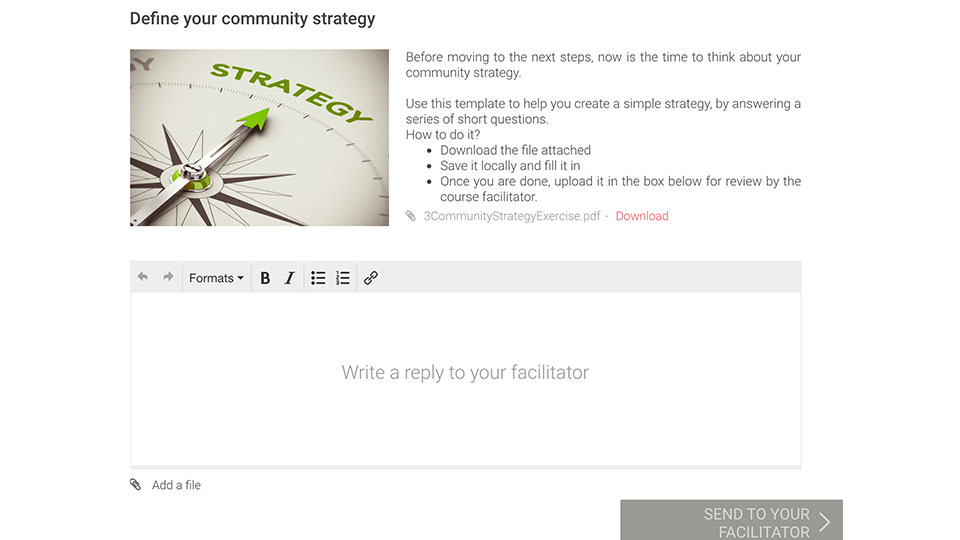 Define your community strategy
STRATEGY
Before moving to the next steps, now is the time to think about your
community strategy.
Use this template to help you create a simple strategy, by answering a
series of short questions.
How to do it?
• Download the file attached
• Save it locally and fill it in
• Once you are done, upload it in the box below for review by the
course facilitator.
3CommunityStrategyExercise.pdf - Download
Formats B I
Write a reply to your facilitator
Add a file
SEND TO YOUR
FACILITATOR